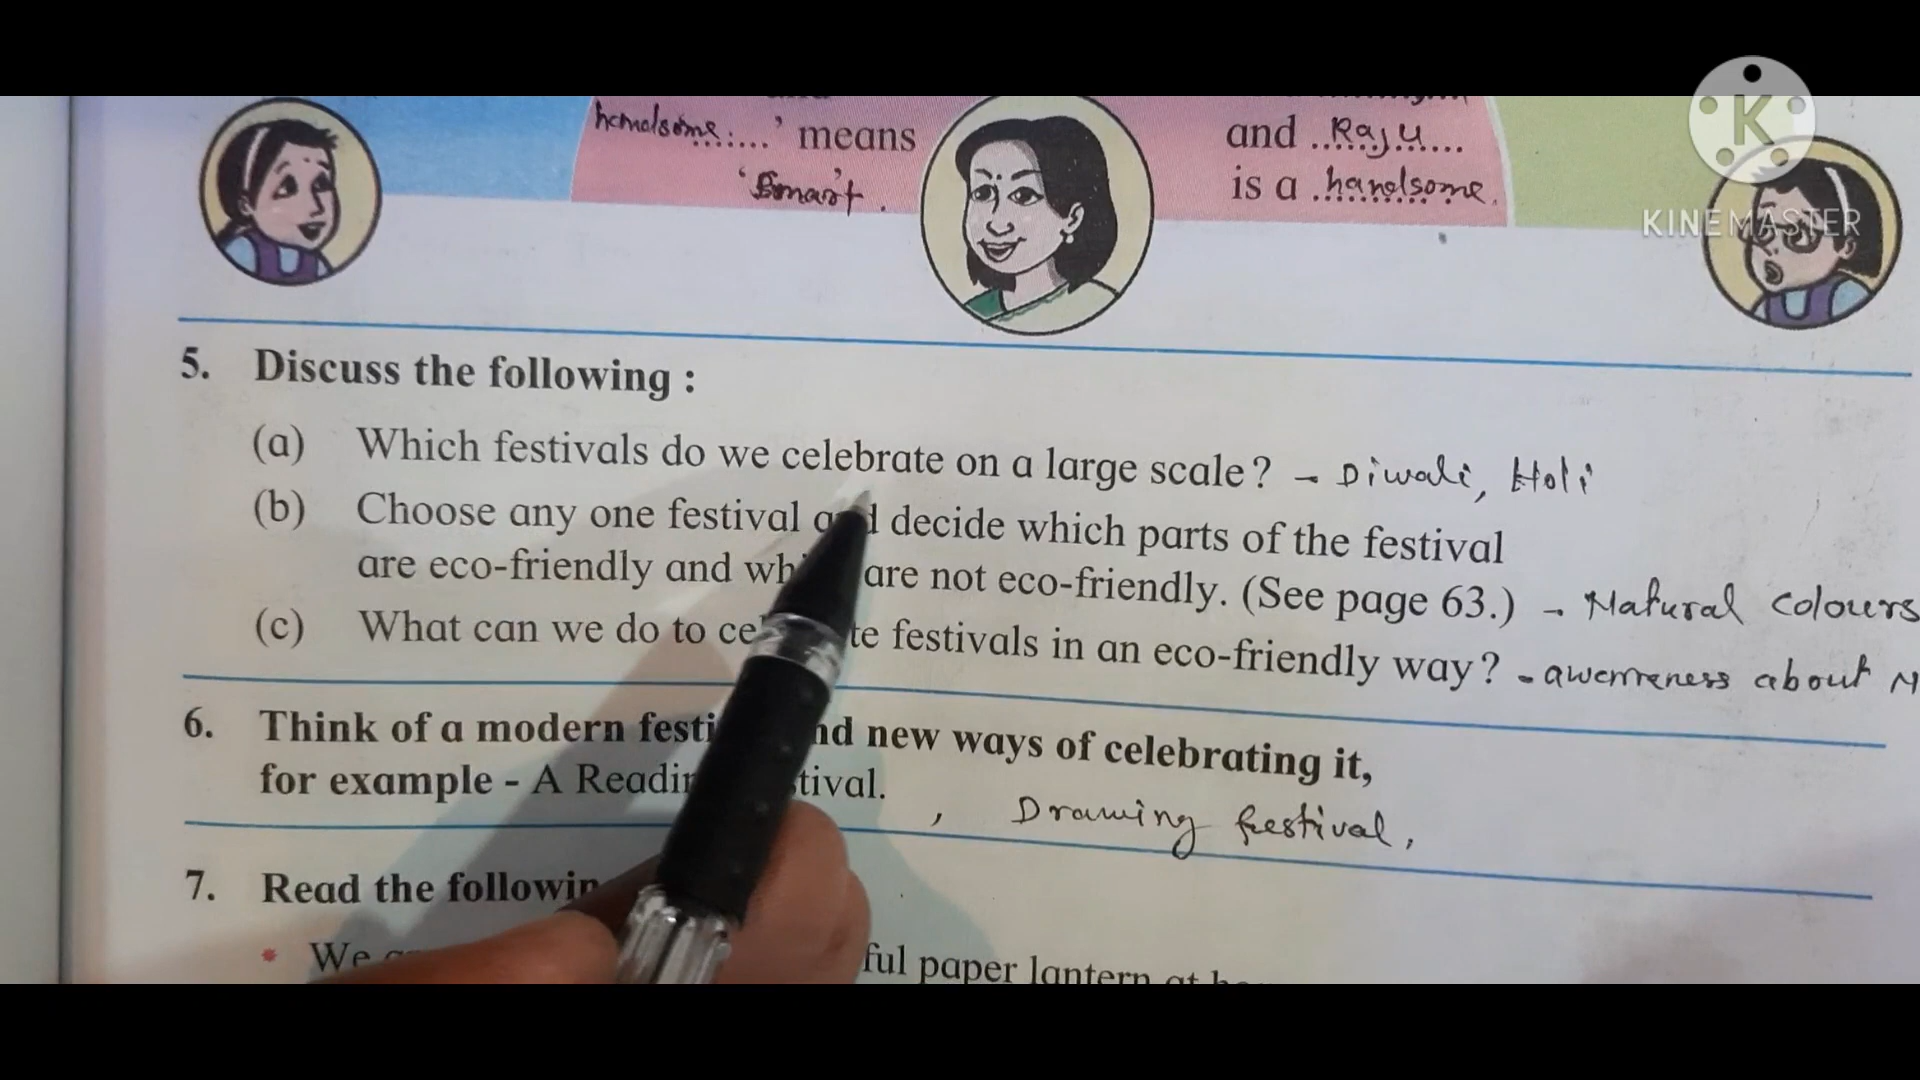 handsome.......' means
and ..Raju.....
'Smart'.
is a .handsome.
K
KINEMASTER
5. Discuss the following :
(a) Which festivals do we celebrate on a large scale? - Diwali, Holi
(b) Choose any one festival and decide which parts of the festival
are eco-friendly and are not eco-friendly. (See page 63.) - Natural colours
(c) What can we do to festivals in an eco-friendly way? - awerreness about N
6. Think of a modern new ways of celebrating it,
for example - A , Drawing festival,
7. Read the
* We paper lantern at